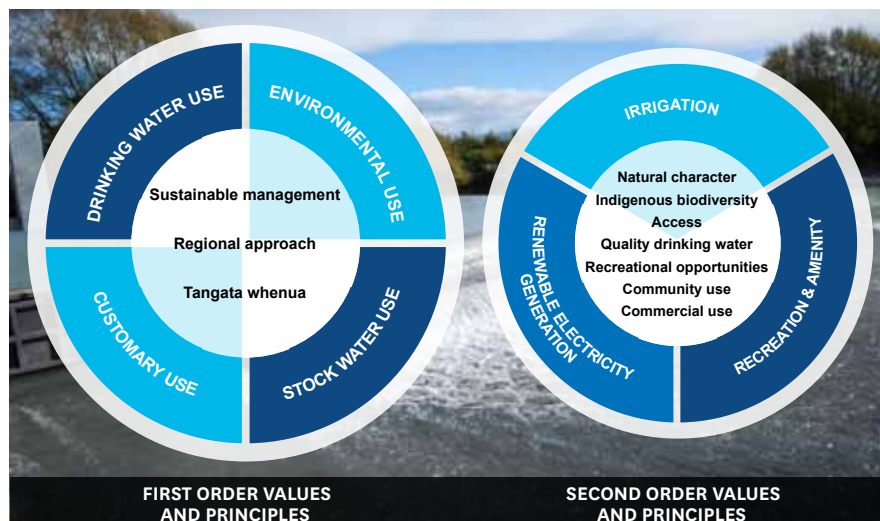 DRINKING WATER USE
ENVIRONMENTAL USE
Sustainable management
Regional approach
Tangata whenua
CUSTOMARY USE
STOCK WATER USE
FIRST ORDER VALUES
AND PRINCIPLES
IRRIGATION
Natural character
Indigenous biodiversity
Access
Quality drinking water
Recreational opportunities
Community use
Commercial use
RENEWABLE ELECTRICITY
GENERATION
RECREATION & AMENITY
SECOND ORDER VALUES
AND PRINCIPLES